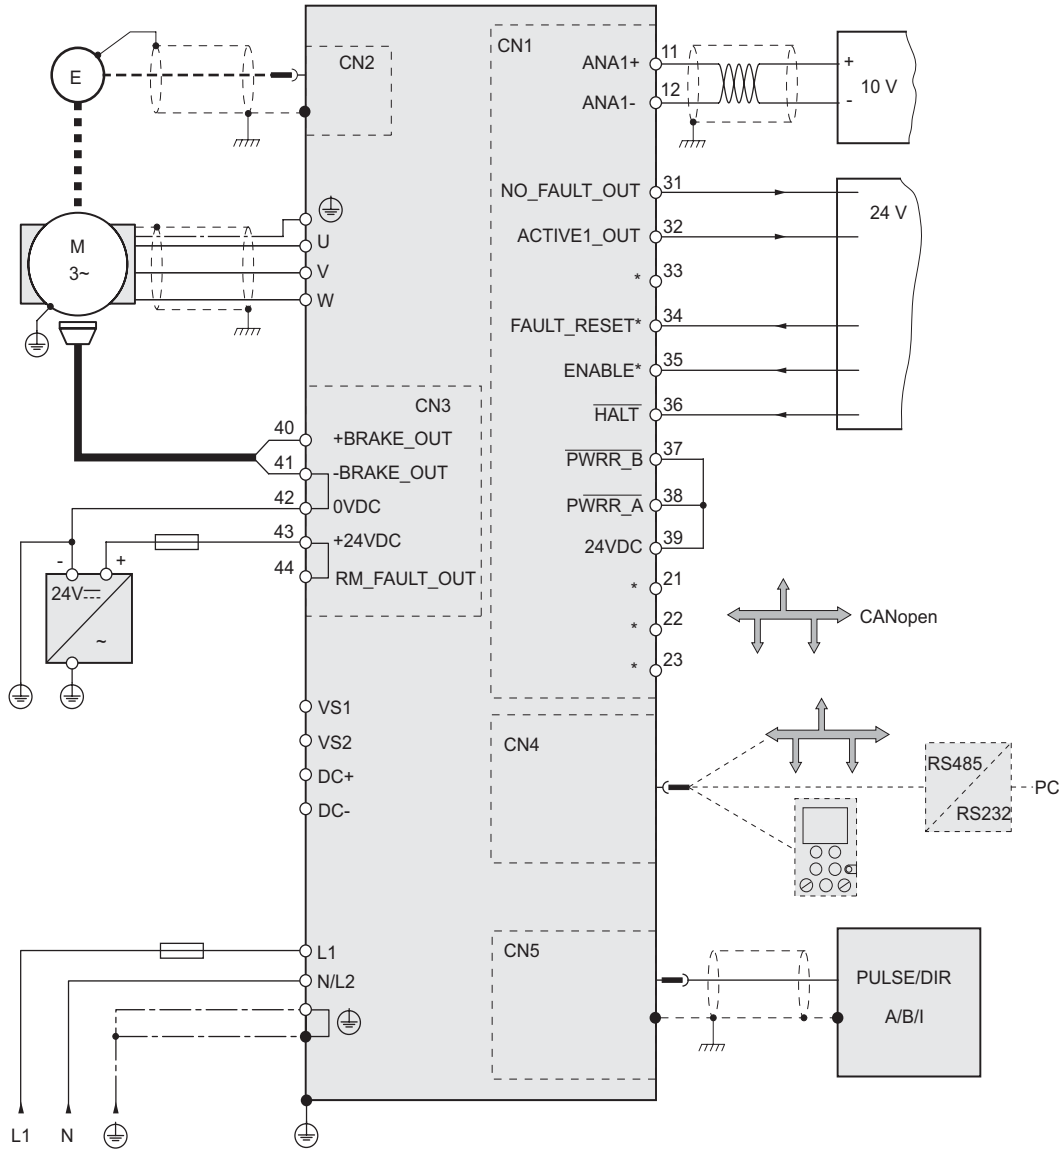 E
CN2
CN1
ANA1+
11
ANA1-
12
+
10 V
-
NO_FAULT_OUT
31
ACTIVE1_OUT
32
*
33
FAULT_RESET*
34
ENABLE*
35
HALT
36
PWRR_B
37
PWRR_A
38
24VDC
39
*
21
*
22
*
23
24 V
M
3~
U
V
W
CN3
40
+BRAKE_OUT
41
-BRAKE_OUT
42
0VDC
43
+24VDC
44
RM_FAULT_OUT
-
+
24V
~
CANopen
VS1
VS2
DC+
DC-
CN4
RS485
RS232
PC
L1
N/L2
CN5
PULSE/DIR
A/B/I
L1
N